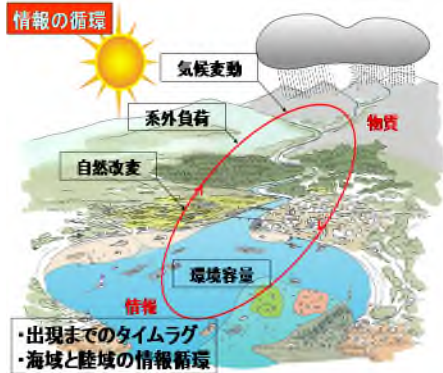 情報の循環
気候変動
系外負荷
物質
自然改変
環境容量
情報
・出現までのタイムラグ
・海域と陸域の情報循環